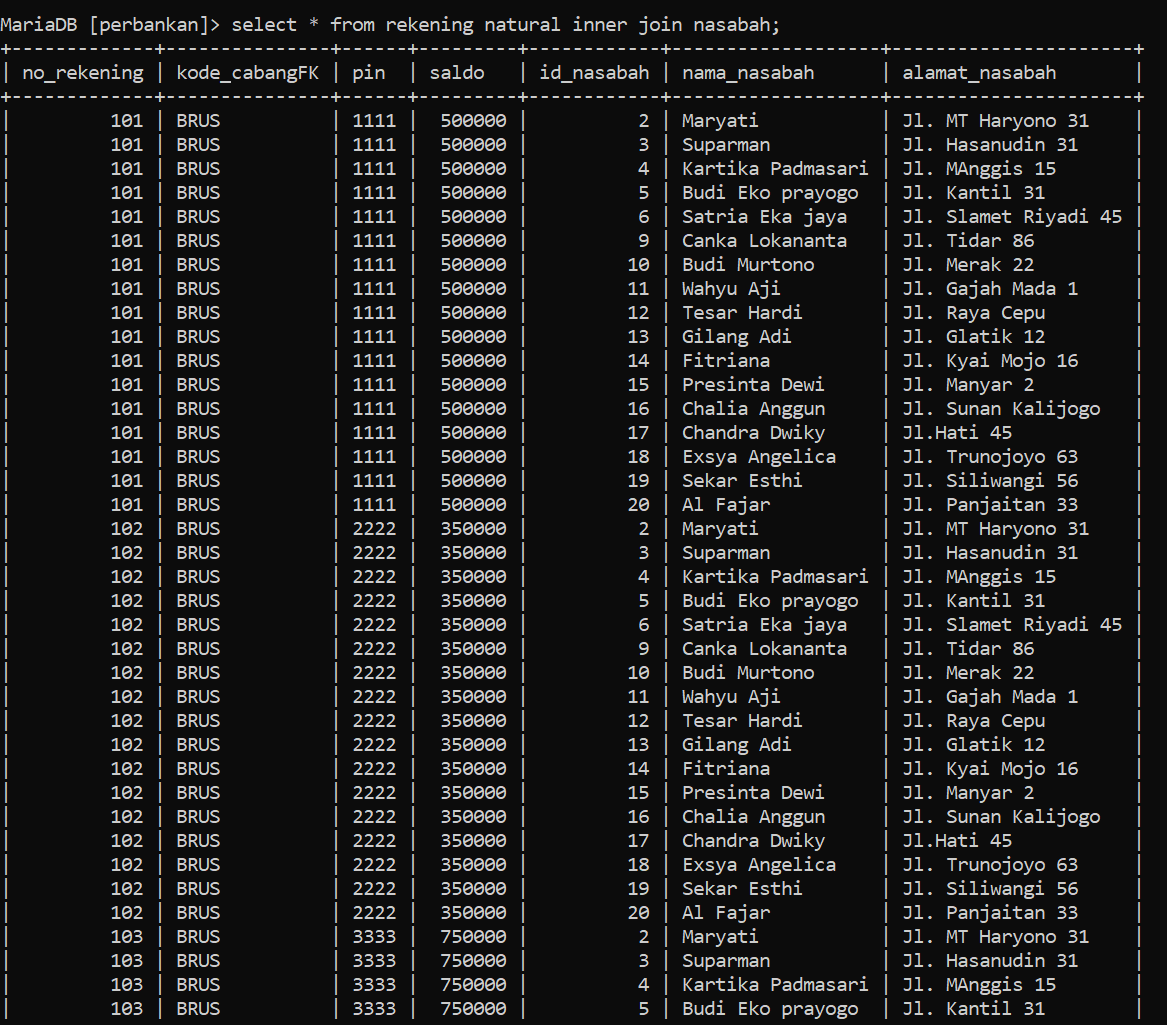 MariaDB [perbankan]> select * from rekening natural inner join nasabah;
+-------------+---------------+------+---------+------------+-------------------+-----------------------+
| no_rekening | kode_cabangFK | pin  | saldo   | id_nasabah | nama_nasabah      | alamat_nasabah        |
+-------------+---------------+------+---------+------------+-------------------+-----------------------+
| 101 | BRUS | 1111 | 500000 | 2 | Maryati | Jl. MT Haryono 31 |
| 101 | BRUS | 1111 | 500000 | 3 | Suparman | Jl. Hasanudin 31 |
| 101 | BRUS | 1111 | 500000 | 4 | Kartika Padmasari | Jl. MAnggis 15 |
| 101 | BRUS | 1111 | 500000 | 5 | Budi Eko prayogo | Jl. Kantil 31 |
| 101 | BRUS | 1111 | 500000 | 6 | Satria Eka jaya | Jl. Slamet Riyadi 45 |
| 101 | BRUS | 1111 | 500000 | 9 | Canka Lokananta | Jl. Tidar 86 |
| 101 | BRUS | 1111 | 500000 | 10 | Budi Murtono | Jl. Merak 22 |
| 101 | BRUS | 1111 | 500000 | 11 | Wahyu Aji | Jl. Gajah Mada 1 |
| 101 | BRUS | 1111 | 500000 | 12 | Tesar Hardi | Jl. Raya Cepu |
| 101 | BRUS | 1111 | 500000 | 13 | Gilang Adi | Jl. Glatik 12 |
| 101 | BRUS | 1111 | 500000 | 14 | Fitriana | Jl. Kyai Mojo 16 |
| 101 | BRUS | 1111 | 500000 | 15 | Presinta Dewi | Jl. Manyar 2 |
| 101 | BRUS | 1111 | 500000 | 16 | Chalia Anggun | Jl. Sunan Kalijogo |
| 101 | BRUS | 1111 | 500000 | 17 | Chandra Dwiky | Jl.Hati 45 |
| 101 | BRUS | 1111 | 500000 | 18 | Exsya Angelica | Jl. Trunojoyo 63 |
| 101 | BRUS | 1111 | 500000 | 19 | Sekar Esthi | Jl. Siliwangi 56 |
| 101 | BRUS | 1111 | 500000 | 20 | Al Fajar | Jl. Panjaitan 33 |
| 102 | BRUS | 2222 | 350000 | 2 | Maryati | Jl. MT Haryono 31 |
| 102 | BRUS | 2222 | 350000 | 3 | Suparman | Jl. Hasanudin 31 |
| 102 | BRUS | 2222 | 350000 | 4 | Kartika Padmasari | Jl. MAnggis 15 |
| 102 | BRUS | 2222 | 350000 | 5 | Budi Eko prayogo | Jl. Kantil 31 |
| 102 | BRUS | 2222 | 350000 | 6 | Satria Eka jaya | Jl. Slamet Riyadi 45 |
| 102 | BRUS | 2222 | 350000 | 9 | Canka Lokananta | Jl. Tidar 86 |
| 102 | BRUS | 2222 | 350000 | 10 | Budi Murtono | Jl. Merak 22 |
| 102 | BRUS | 2222 | 350000 | 11 | Wahyu Aji | Jl. Gajah Mada 1 |
| 102 | BRUS | 2222 | 350000 | 12 | Tesar Hardi | Jl. Raya Cepu |
| 102 | BRUS | 2222 | 350000 | 13 | Gilang Adi | Jl. Glatik 12 |
| 102 | BRUS | 2222 | 350000 | 14 | Fitriana | Jl. Kyai Mojo 16 |
| 102 | BRUS | 2222 | 350000 | 15 | Presinta Dewi | Jl. Manyar 2 |
| 102 | BRUS | 2222 | 350000 | 16 | Chalia Anggun | Jl. Sunan Kalijogo |
| 102 | BRUS | 2222 | 350000 | 17 | Chandra Dwiky | Jl.Hati 45 |
| 102 | BRUS | 2222 | 350000 | 18 | Exsya Angelica | Jl. Trunojoyo 63 |
| 102 | BRUS | 2222 | 350000 | 19 | Sekar Esthi | Jl. Siliwangi 56 |
| 102 | BRUS | 2222 | 350000 | 20 | Al Fajar | Jl. Panjaitan 33 |
| 103 | BRUS | 3333 | 750000 | 2 | Maryati | Jl. MT Haryono 31 |
| 103 | BRUS | 3333 | 750000 | 3 | Suparman | Jl. Hasanudin 31 |
| 103 | BRUS | 3333 | 750000 | 4 | Kartika Padmasari | Jl. MAnggis 15 |
| 103 | BRUS | 3333 | 750000 | 5 | Budi Eko prayogo | Jl. Kantil 31 |